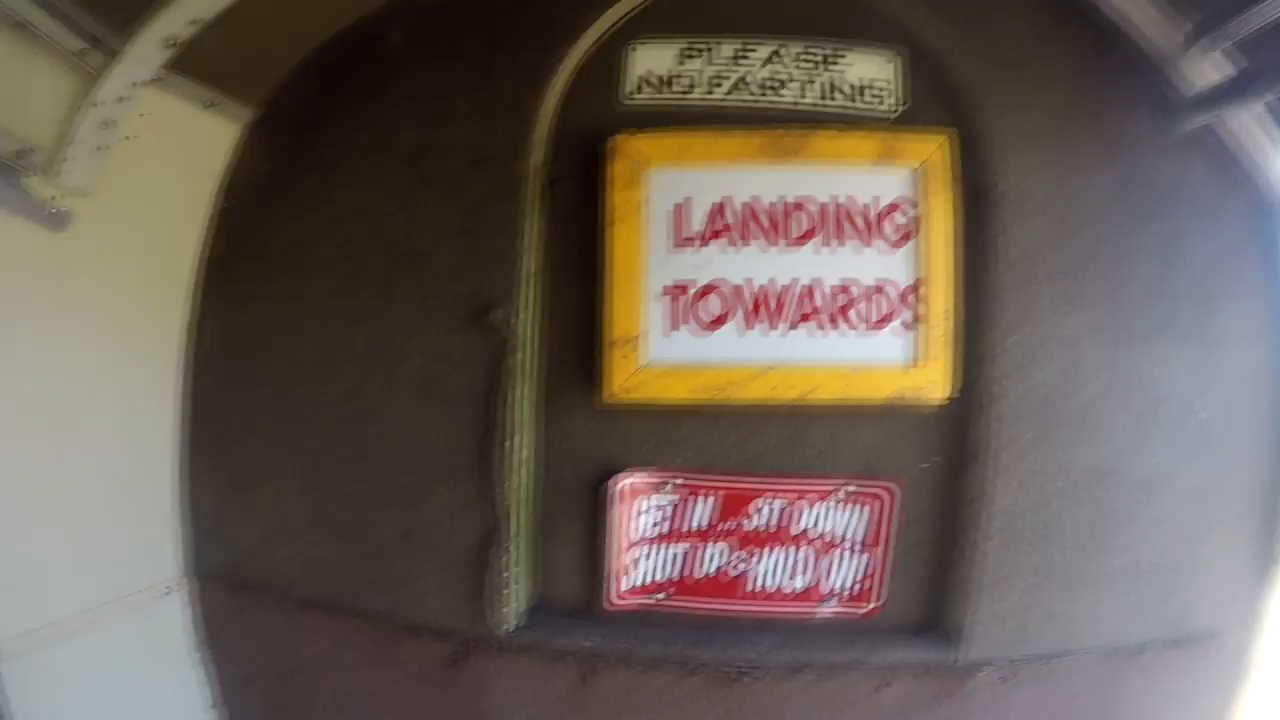 PLEASE
NO FARTING
LANDING
TOWARDS
GET IN... SIT DOWN
SHUT UP & HOLD ON!